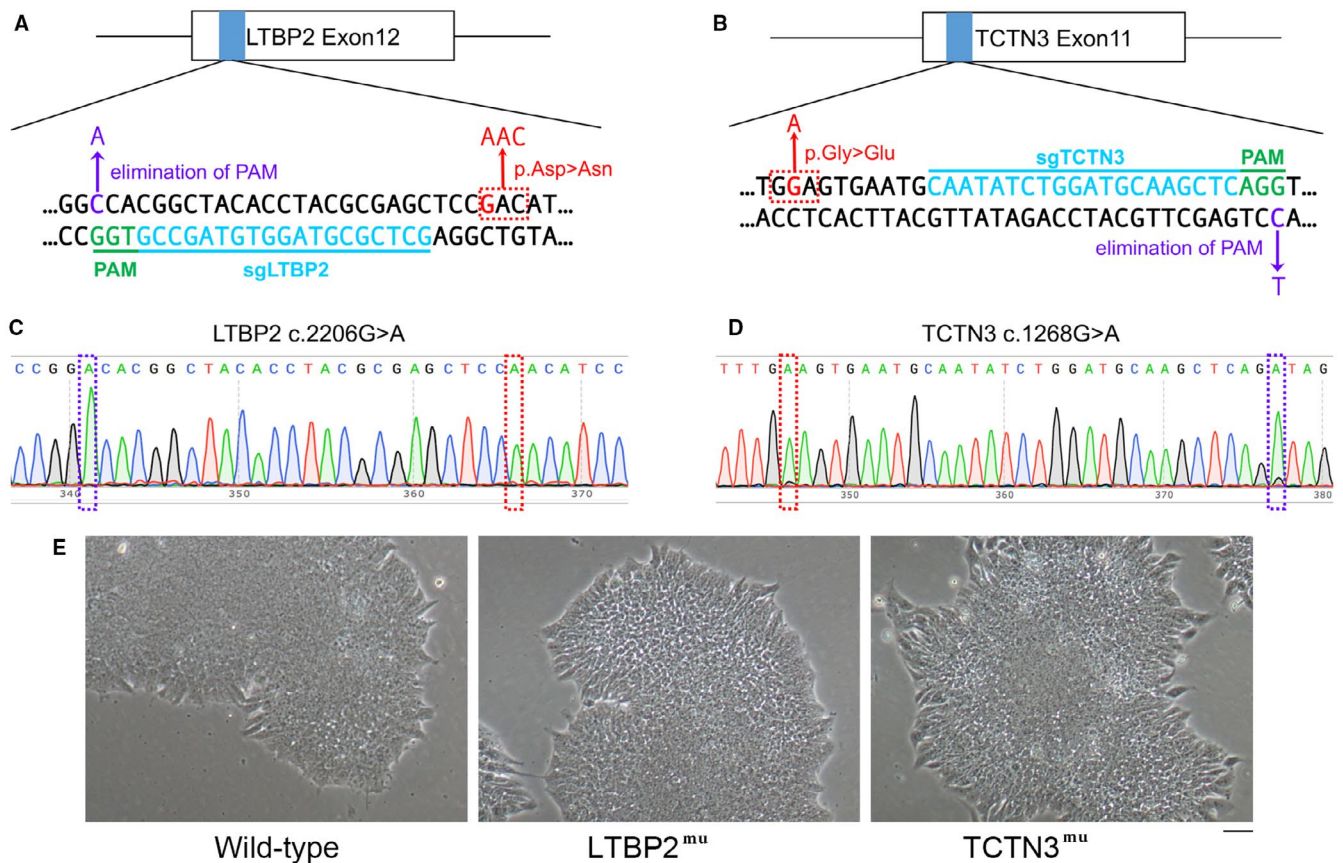 A
LTBP2 Exon12
A
elimination of PAM
AAC
p.Asp>Asn
...GGCCACGGCTACACCTACGCGAGCTCCGACAT...
...CCGGTGCCGATGTGGATGCGCTCGAGGCTGTA...
PAM
sgLTBP2
B
TCTN3 Exon11
A
p.Gly>Glu
sgTCTN3
PAM
...TGGAGTGAATGCAATATCTGGATGCAAGCTCAGGT...
...ACCTCACTTACGTTATAGACCTACGTTCGAGTCCA...
elimination of PAM
T
C
LTBP2 c.2206G>A
CCGGACACGGCTACACCTACGCGAGCTCCAACATCC
340 350 360 370
D
TCTN3 c.1268G>A
TTTGAAGTGAATGCAATATCTGGATGCAAGCTCAGATAG
350 360 370 380
E
Wild-type
LTBP2mu
TCTN3mu